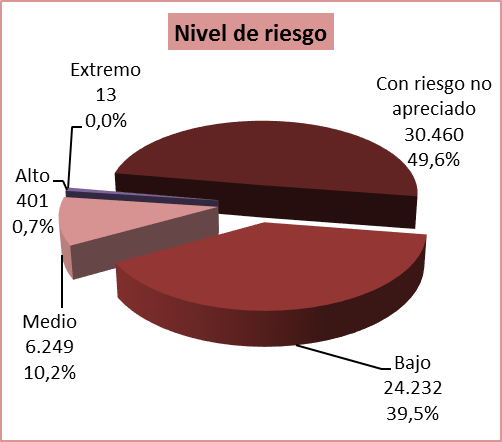 Nivel de riesgo
Extremo
13
0,0%
Con riesgo no
apreciado
30.460
49,6%
Alto
401
0,7%
Medio
6.249
10,2%
Bajo
24.232
39,5%